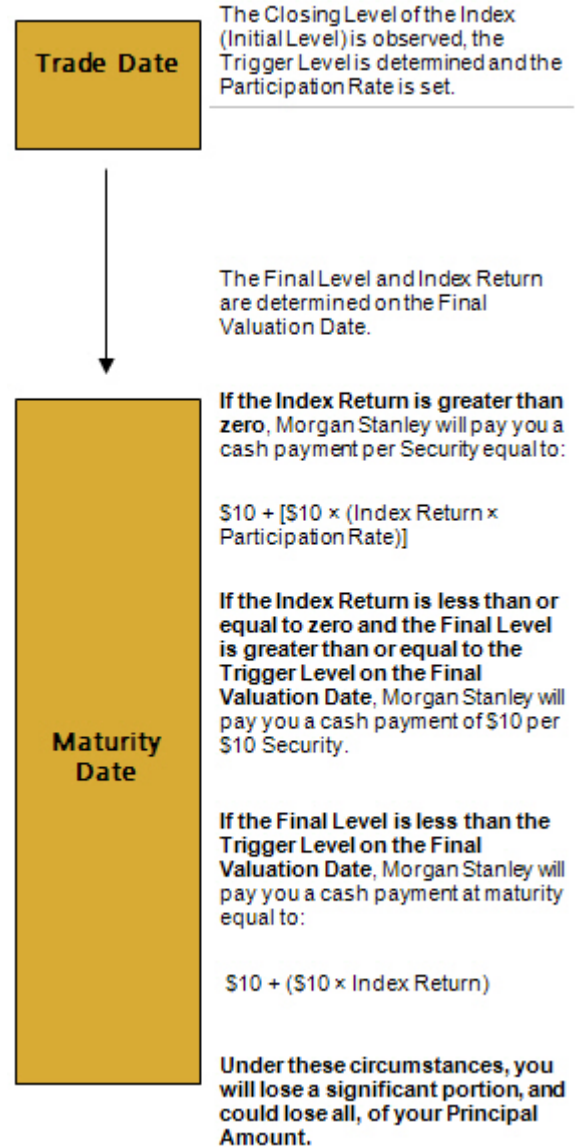 Trade Date
The Closing Level of the Index
(Initial Level) is observed, the
Trigger Level is determined and the
Participation Rate is set.
The Final Level and Index Return
are determined on the Final
Valuation Date.
Maturity
Date
If the Index Return is greater than
zero, Morgan Stanley will pay you a
cash payment per Security equal to:
$10 + [$10 × (Index Return ×
Participation Rate)]
If the Index Return is less than or
equal to zero and the Final Level
is greater than or equal to the
Trigger Level on the Final
Valuation Date, Morgan Stanley will
pay you a cash payment of $10 per
$10 Security.
If the Final Level is less than the
Trigger Level on the Final
Valuation Date, Morgan Stanley will
pay you a cash payment at maturity
equal to:
$10 + ($10 × Index Return)
Under these circumstances, you
will lose a significant portion, and
could lose all, of your Principal
Amount.